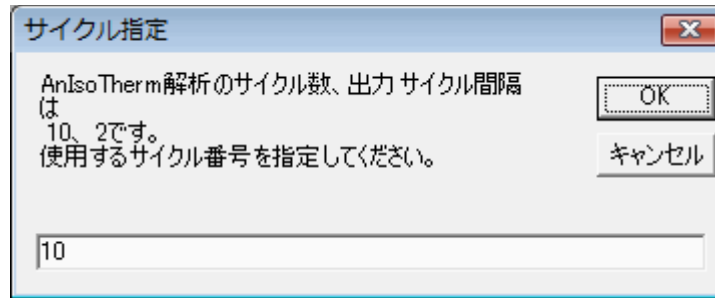 サイクル指定
AnIsoTherm解析のサイクル数、出力サイクル間隔
は
10、2です。
使用するサイクル番号を指定してください。
OK
キャンセル
10